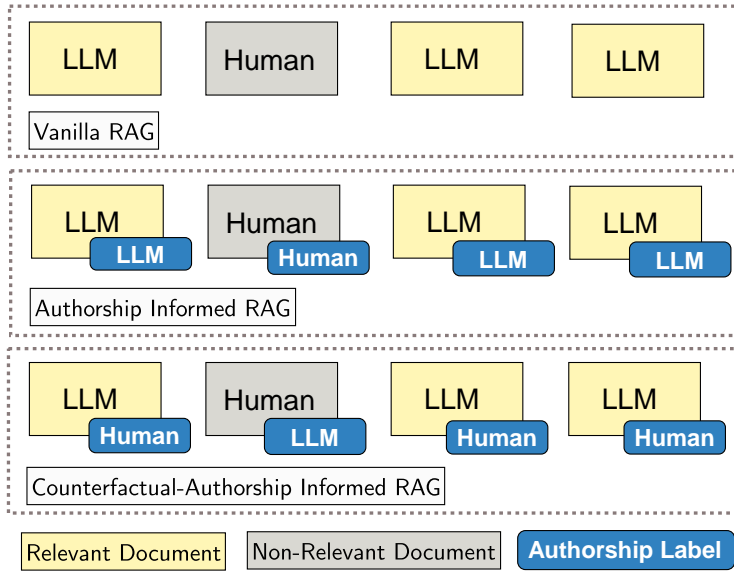 LLM Human LLM LLM
Vanilla RAG
LLM Human LLM LLM
LLM Human LLM LLM
Authorship Informed RAG
LLM Human LLM LLM
Human LLM Human Human
Counterfactual-Authorship Informed RAG
Relevant Document Non-Relevant Document Authorship Label